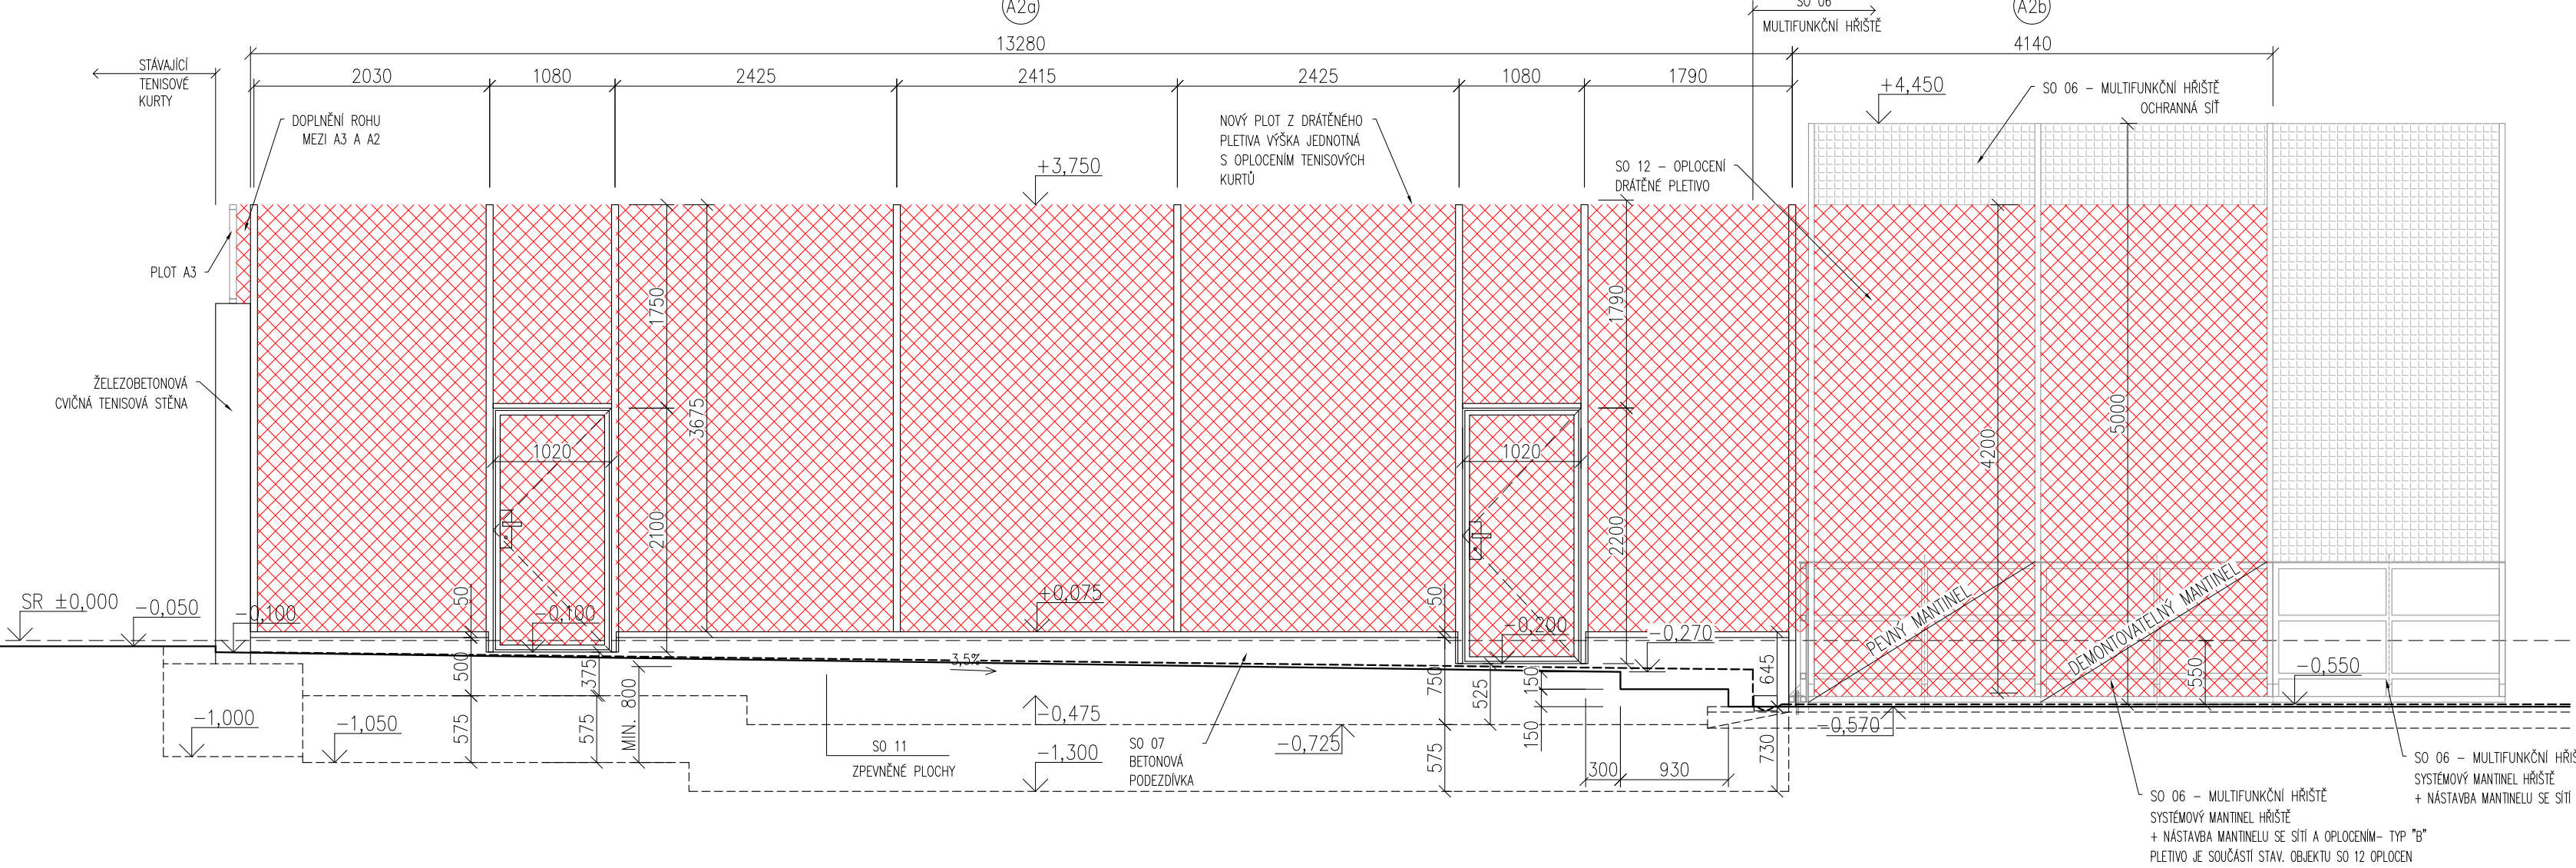 A2a
SO 06
MULTIFUNKČNÍ HŘIŠTĚ
A2b
13280
4140
STÁVAJÍCÍ
TENISOVÉ
KURTY
2030
1080
2425
2415
2425
1080
1790
+4,450
SO 06 – MULTIFUNKČNÍ HŘIŠTĚ
OCHRANNÁ SÍŤ
DOPLNĚNÍ ROHU
MEZI A3 A A2
NOVÝ PLOT Z DRÁTĚNÉHO
PLETIVA VÝŠKA JEDNOTNÁ
S OPLOCENÍM TENISOVÝCH
KURTŮ
+3,750
SO 12 – OPLOCENÍ
DRÁTĚNÉ PLETIVO
PLOT A3
1750
3675
1790
ŽELEZOBETONOVÁ
CVIČNÁ TENISOVÁ STĚNA
1020
2100
1020
2200
4200
5000
SR ±0,000
-0,050
-0,100
50
-0,100
+0,075
50
-0,200
-0,270
PEVNÝ MANTINEL
DEMONTOVATELNÝ MANTINEL
500
375
3,5%
750
525
150
645
550
-0,550
-1,000
-1,050
575
575
MIN. 800
-0,475
-1,300
SO 11
ZPEVNĚNÉ PLOCHY
SO 07
BETONOVÁ
PODEZDÍVKA
-0,725
575
150
300
930
730
-0,570
SO 06 – MULTIFUNKČNÍ HŘIŠ
SYSTÉMOVÝ MANTINEL HŘIŠTĚ
+ NÁSTAVBA MANTINELU SE SÍTÍ
SO 06 – MULTIFUNKČNÍ HŘIŠTĚ
SYSTÉMOVÝ MANTINEL HŘIŠTĚ
+ NÁSTAVBA MANTINELU SE SÍTÍ A OPLOCENÍM– TYP "B"
PLETIVO JE SOUČÁSTÍ STAV. OBJEKTU SO 12 OPLOCEN